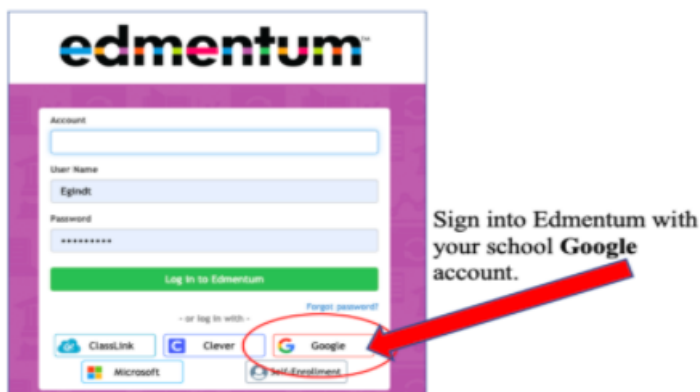 edmentum™
Account
User Name
Egindt
Password
•••••••••
Log In to Edmentum
Forgot password?
- or log in with -
ClassLink
Clever
Google
Microsoft
Self-Enrollment
Sign into Edmentum with
your school Google
account.